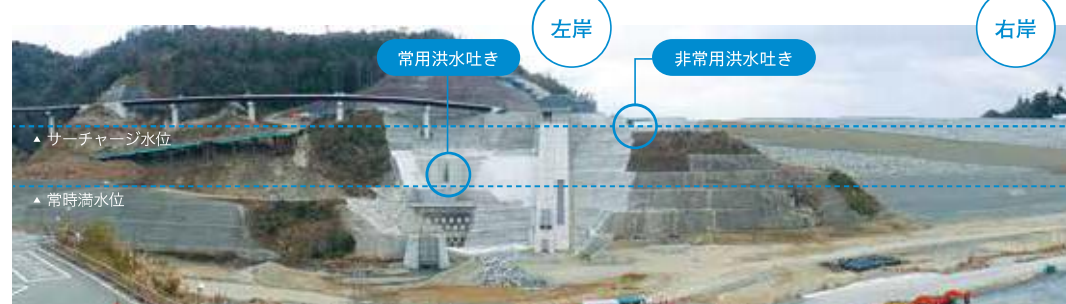 左岸
右岸
常用洪水吐き
非常用洪水吐き
▲ サーチャージ水位
▲ 常時満水位